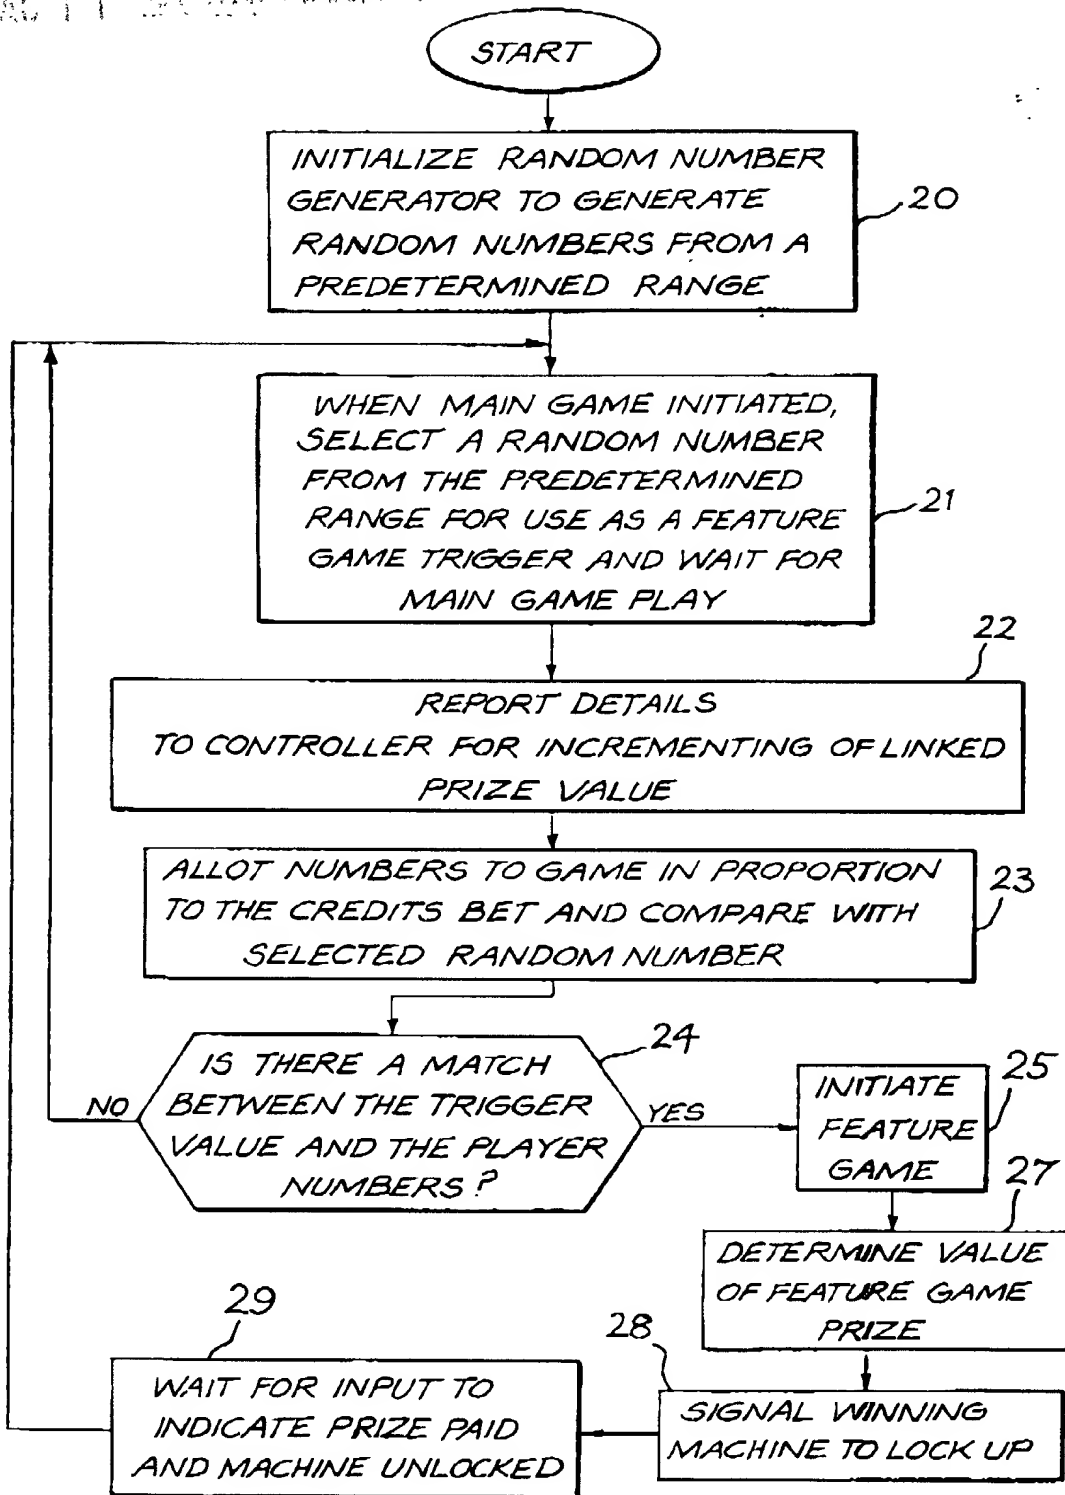 START
INITIALIZE RANDOM NUMBER
GENERATOR TO GENERATE
RANDOM NUMBERS FROM A
PREDETERMINED RANGE
20
WHEN MAIN GAME INITIATED,
SELECT A RANDOM NUMBER
FROM THE PREDETERMINED
RANGE FOR USE AS A FEATURE
GAME TRIGGER AND WAIT FOR
MAIN GAME PLAY
21
22
REPORT DETAILS
TO CONTROLLER FOR INCREMENTING OF LINKED
PRIZE VALUE
ALLOT NUMBERS TO GAME IN PROPORTION
TO THE CREDITS BET AND COMPARE WITH
SELECTED RANDOM NUMBER
23
24
IS THERE A MATCH
BETWEEN THE TRIGGER
VALUE AND THE PLAYER
NUMBERS?
NO
YES
25
INITIATE
FEATURE
GAME
27
DETERMINE VALUE
OF FEATURE GAME
PRIZE
28
SIGNAL WINNING
MACHINE TO LOCK UP
29
WAIT FOR INPUT TO
INDICATE PRIZE PAID
AND MACHINE UNLOCKED